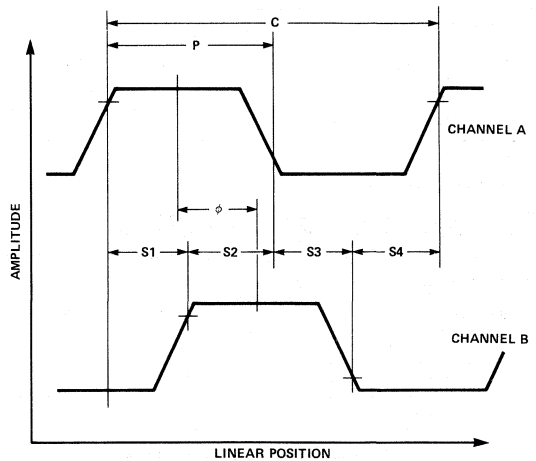 C
P
CHANNEL A
ϕ
S1 S2 S3 S4
AMPLITUDE
CHANNEL B
LINEAR POSITION